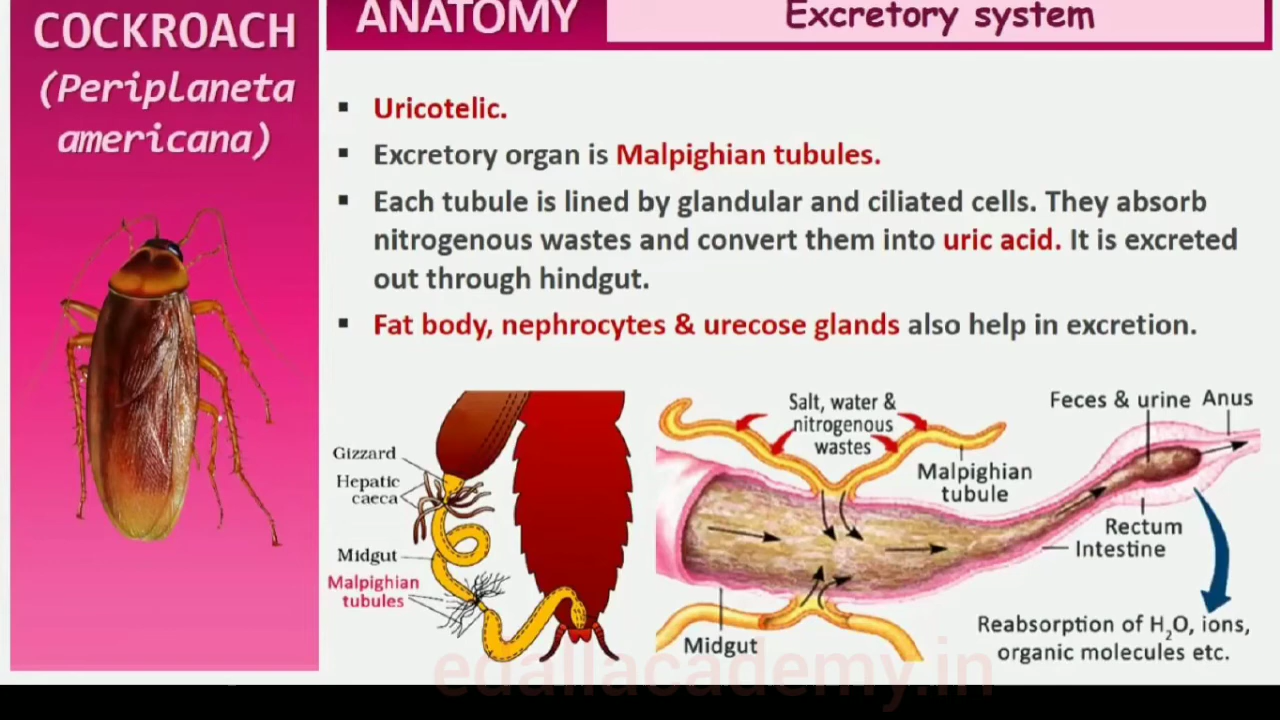 COCKROACH
(Periplaneta
americana)
ANATOMY
Excretory system
▪ Uricotelic.
▪ Excretory organ is Malpighian tubules.
▪ Each tubule is lined by glandular and ciliated cells. They absorb
nitrogenous wastes and convert them into uric acid. It is excreted
out through hindgut.
▪ Fat body, nephrocytes & urecose glands also help in excretion.
Gizzard
Hepatic
caeca
Midgut
Malpighian
tubules
Salt, water &
nitrogenous
wastes
Malpighian
tubule
Feces & urine
Anus
Rectum
Intestine
Midgut
Reabsorption of H₂O, ions,
organic molecules etc.
edallacademy.in